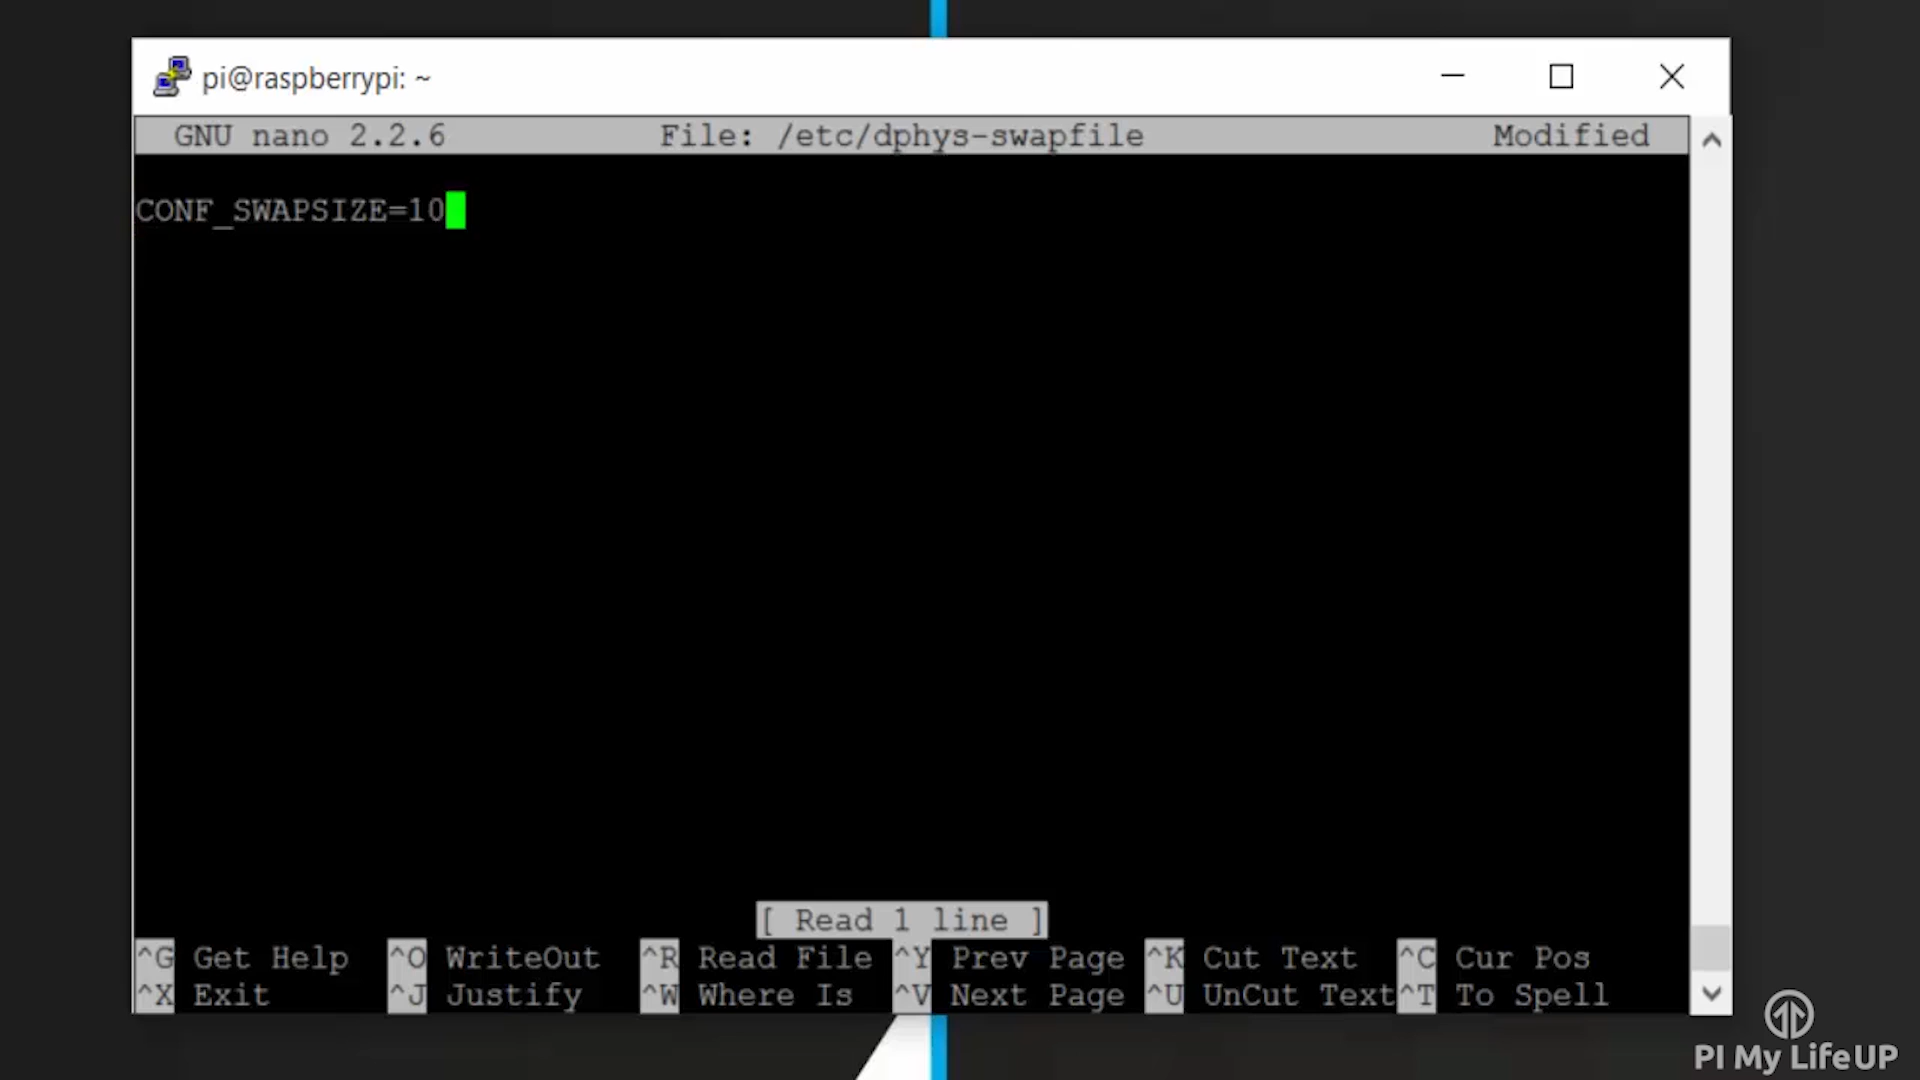 pi@raspberrypi: ~
GNU nano 2.2.6 File: /etc/dphys-swapfile Modified
CONF_SWAPSIZE=10
[ Read 1 line ]
^G Get Help ^O WriteOut ^R Read File ^Y Prev Page ^K Cut Text ^C Cur Pos
^X Exit ^J Justify ^W Where Is ^V Next Page ^U UnCut Text ^T To Spell
PI My LifeUP